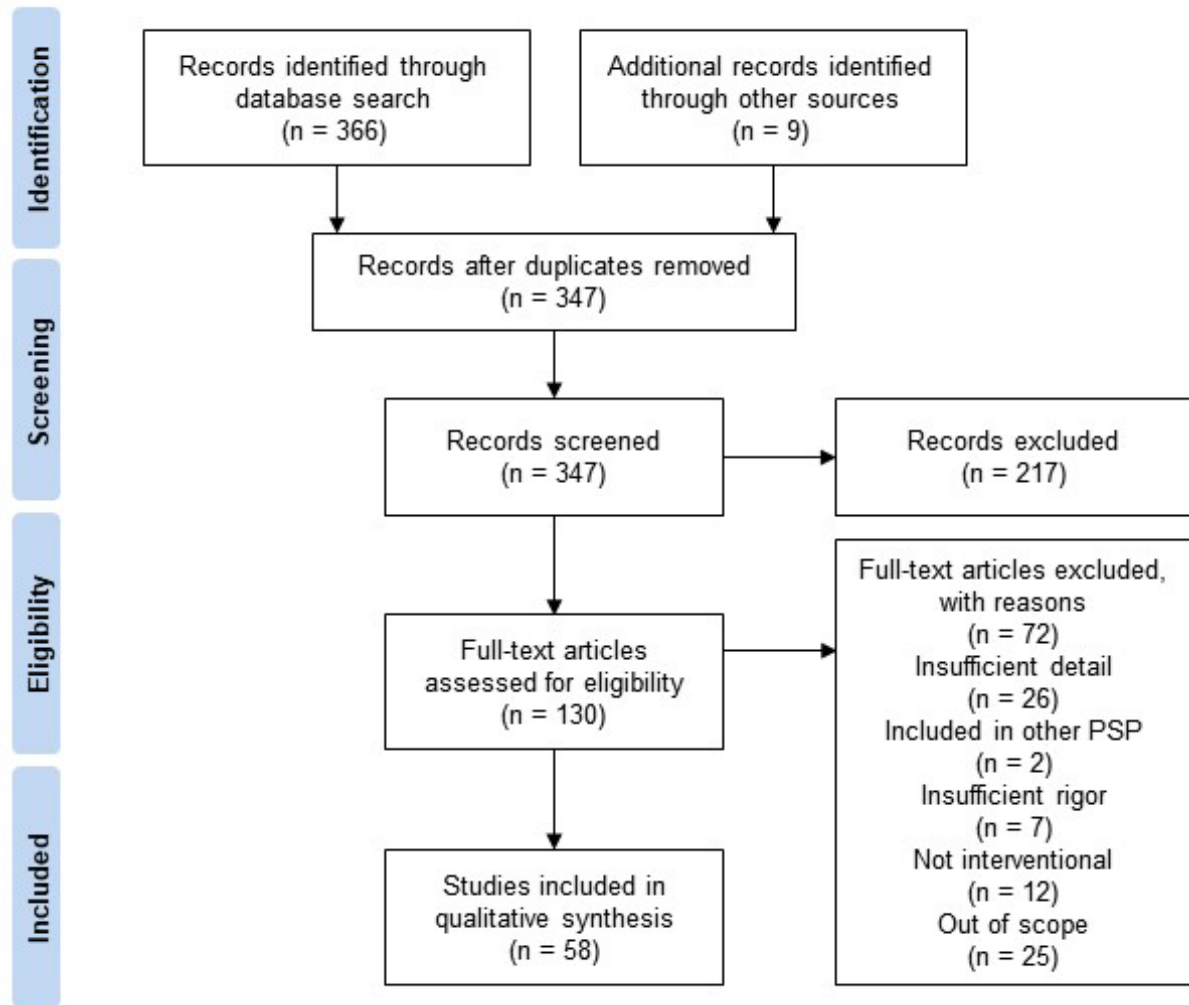 Identification
Records identified through
database search
(n = 366)
Additional records identified
through other sources
(n = 9)
Records after duplicates removed
(n = 347)
Screening
Records screened
(n = 347)
Records excluded
(n = 217)
Eligibility
Full-text articles
assessed for eligibility
(n = 130)
Full-text articles excluded,
with reasons
(n = 72)
Insufficient detail
(n = 26)
Included in other PSP
(n = 2)
Insufficient rigor
(n = 7)
Not interventional
(n = 12)
Out of scope
(n = 25)
Included
Studies included in
qualitative synthesis
(n = 58)